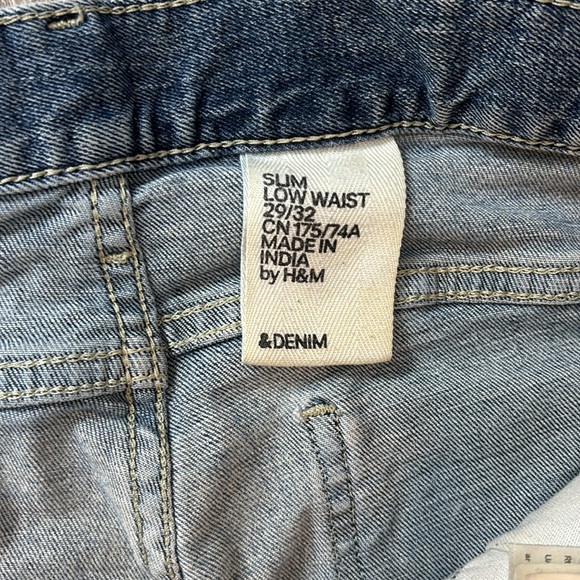 SLIM
LOW WAIST
29/32
CN 175/74A
MADE IN
INDIA
by H&M
&DENIM